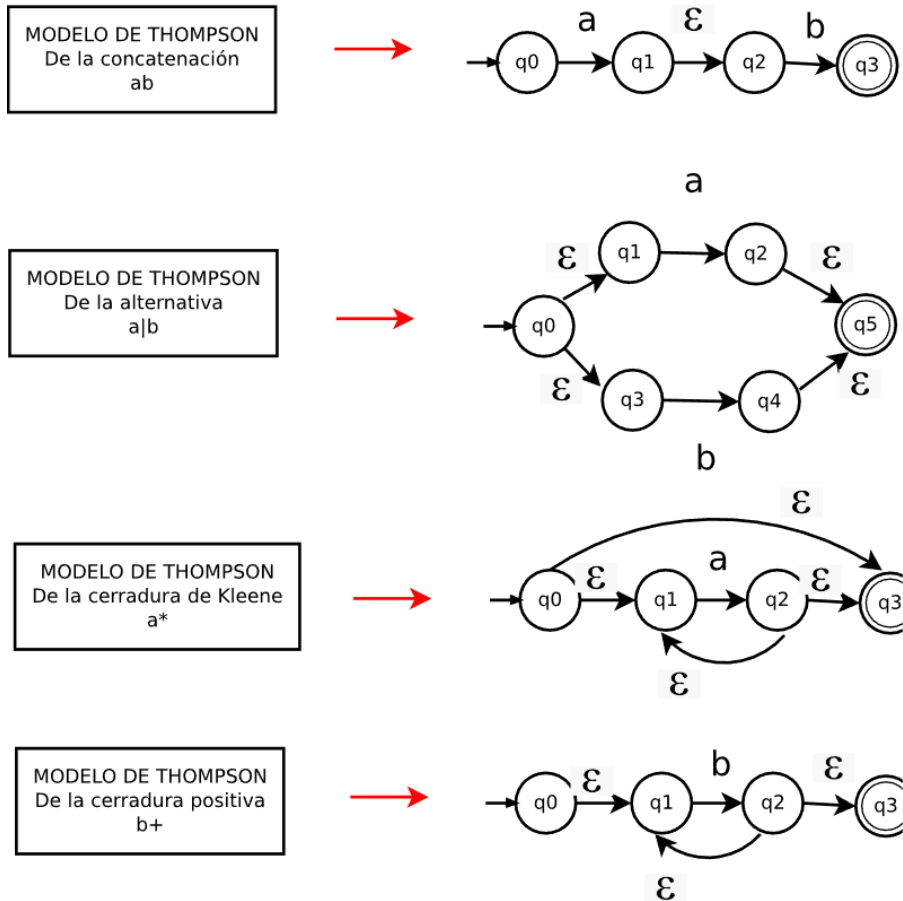 MODELO DE THOMPSON
De la concatenación
ab
a ε b
q0 q1 q2 q3
MODELO DE THOMPSON
De la alternativa
a|b
a
q1 q2
ε ε
q0 q5
ε ε
q3 q4
b
MODELO DE THOMPSON
De la cerradura de Kleene
a*
ε
ε a ε
q0 q1 q2 q3
ε
MODELO DE THOMPSON
De la cerradura positiva
b+
ε b ε
q0 q1 q2 q3
ε